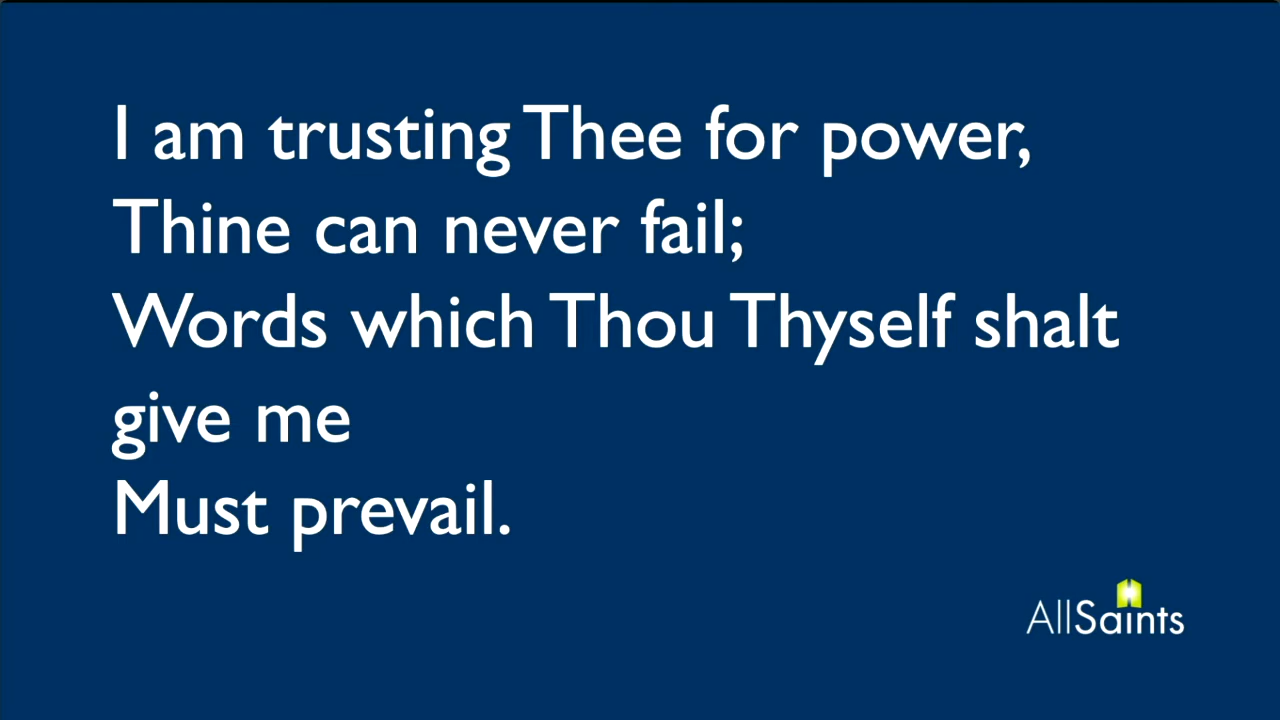 I am trusting Thee for power,
Thine can never fail;
Words which Thou Thyself shalt
give me
Must prevail.
AllSaints